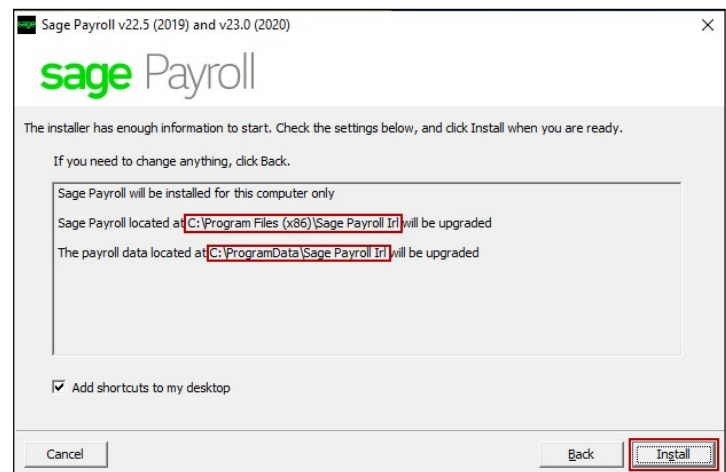 sage Sage Payroll v22.5 (2019) and v23.0 (2020)
sage Payroll
The installer has enough information to start. Check the settings below, and click Install when you are ready.
If you need to change anything, click Back.
Sage Payroll will be installed for this computer only
Sage Payroll located at C:\Program Files (x86)\Sage Payroll Irl will be upgraded
The payroll data located at C:\ProgramData\Sage Payroll Irl will be upgraded
Add shortcuts to my desktop
Cancel Back Install